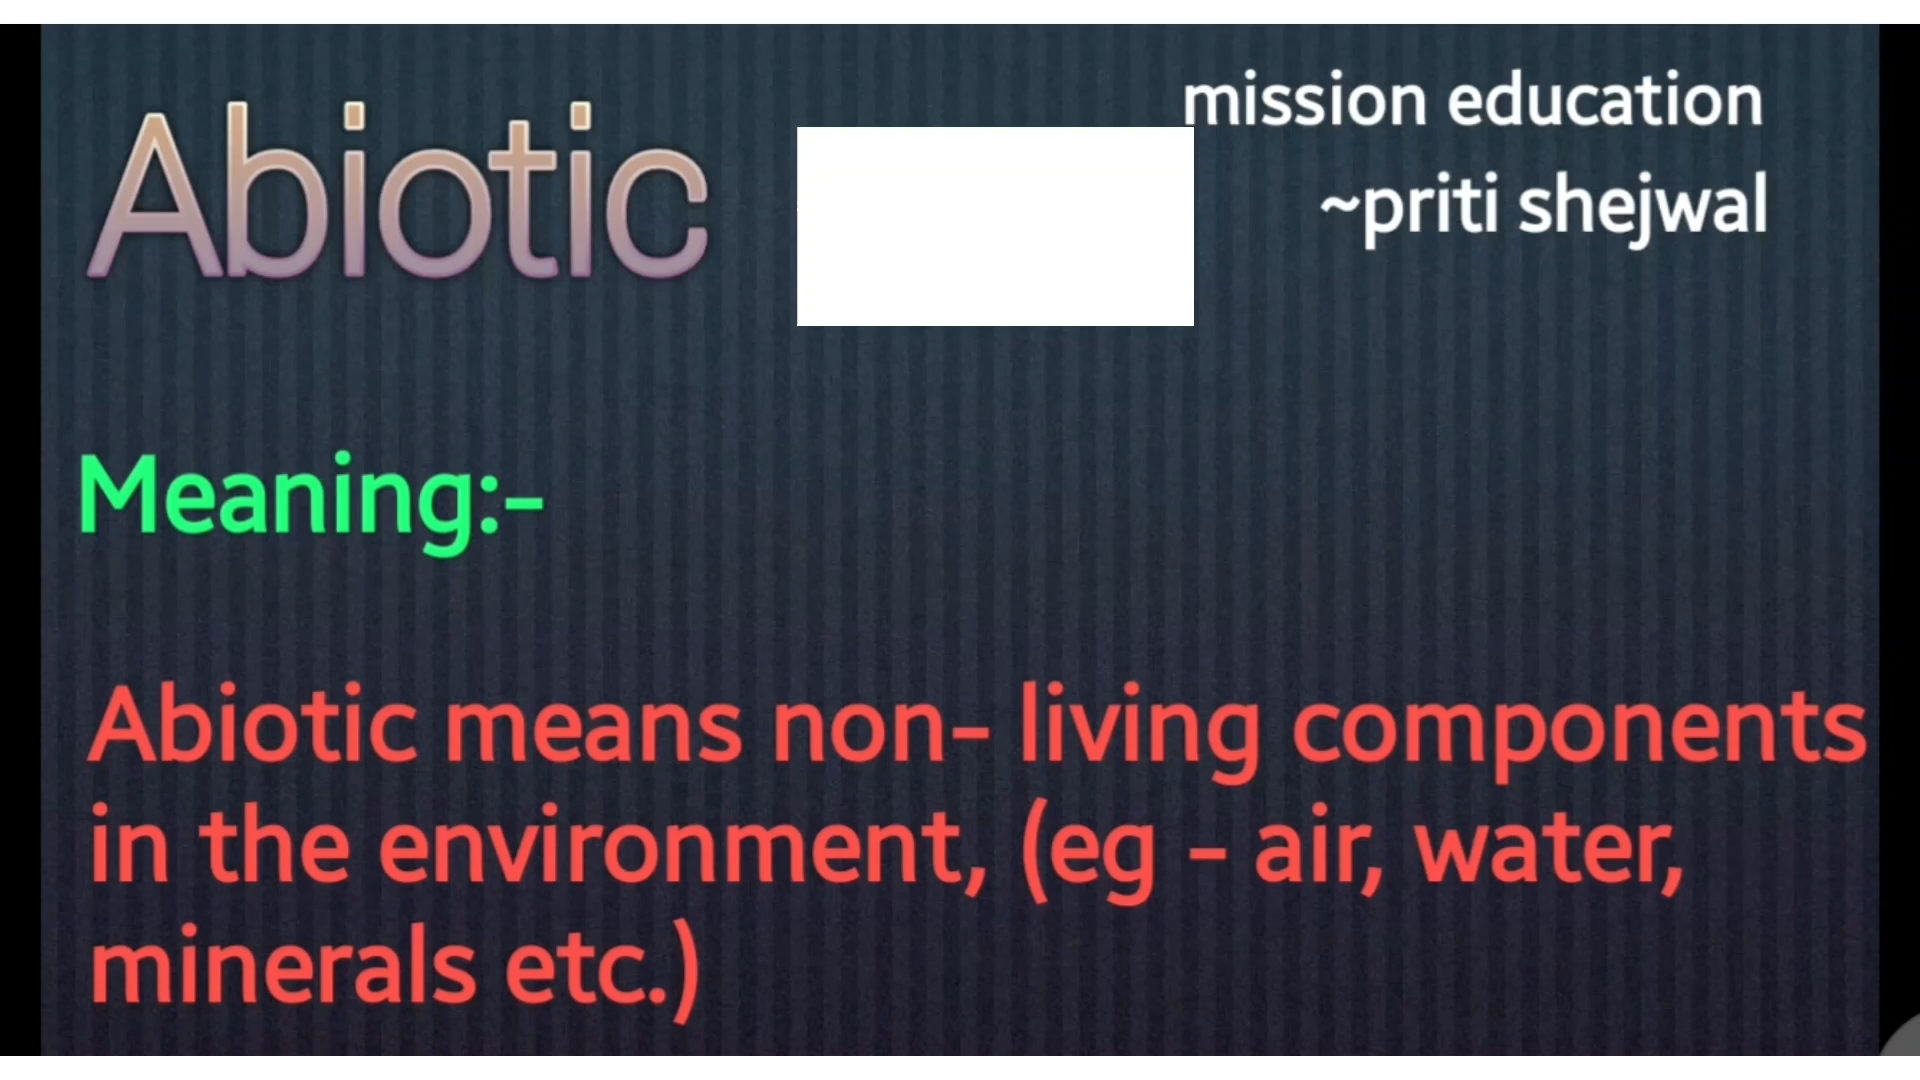 mission education
Abiotic
~priti shejwal
Meaning:-
Abiotic means non- living components
in the environment, (eg - air, water,
minerals etc.)